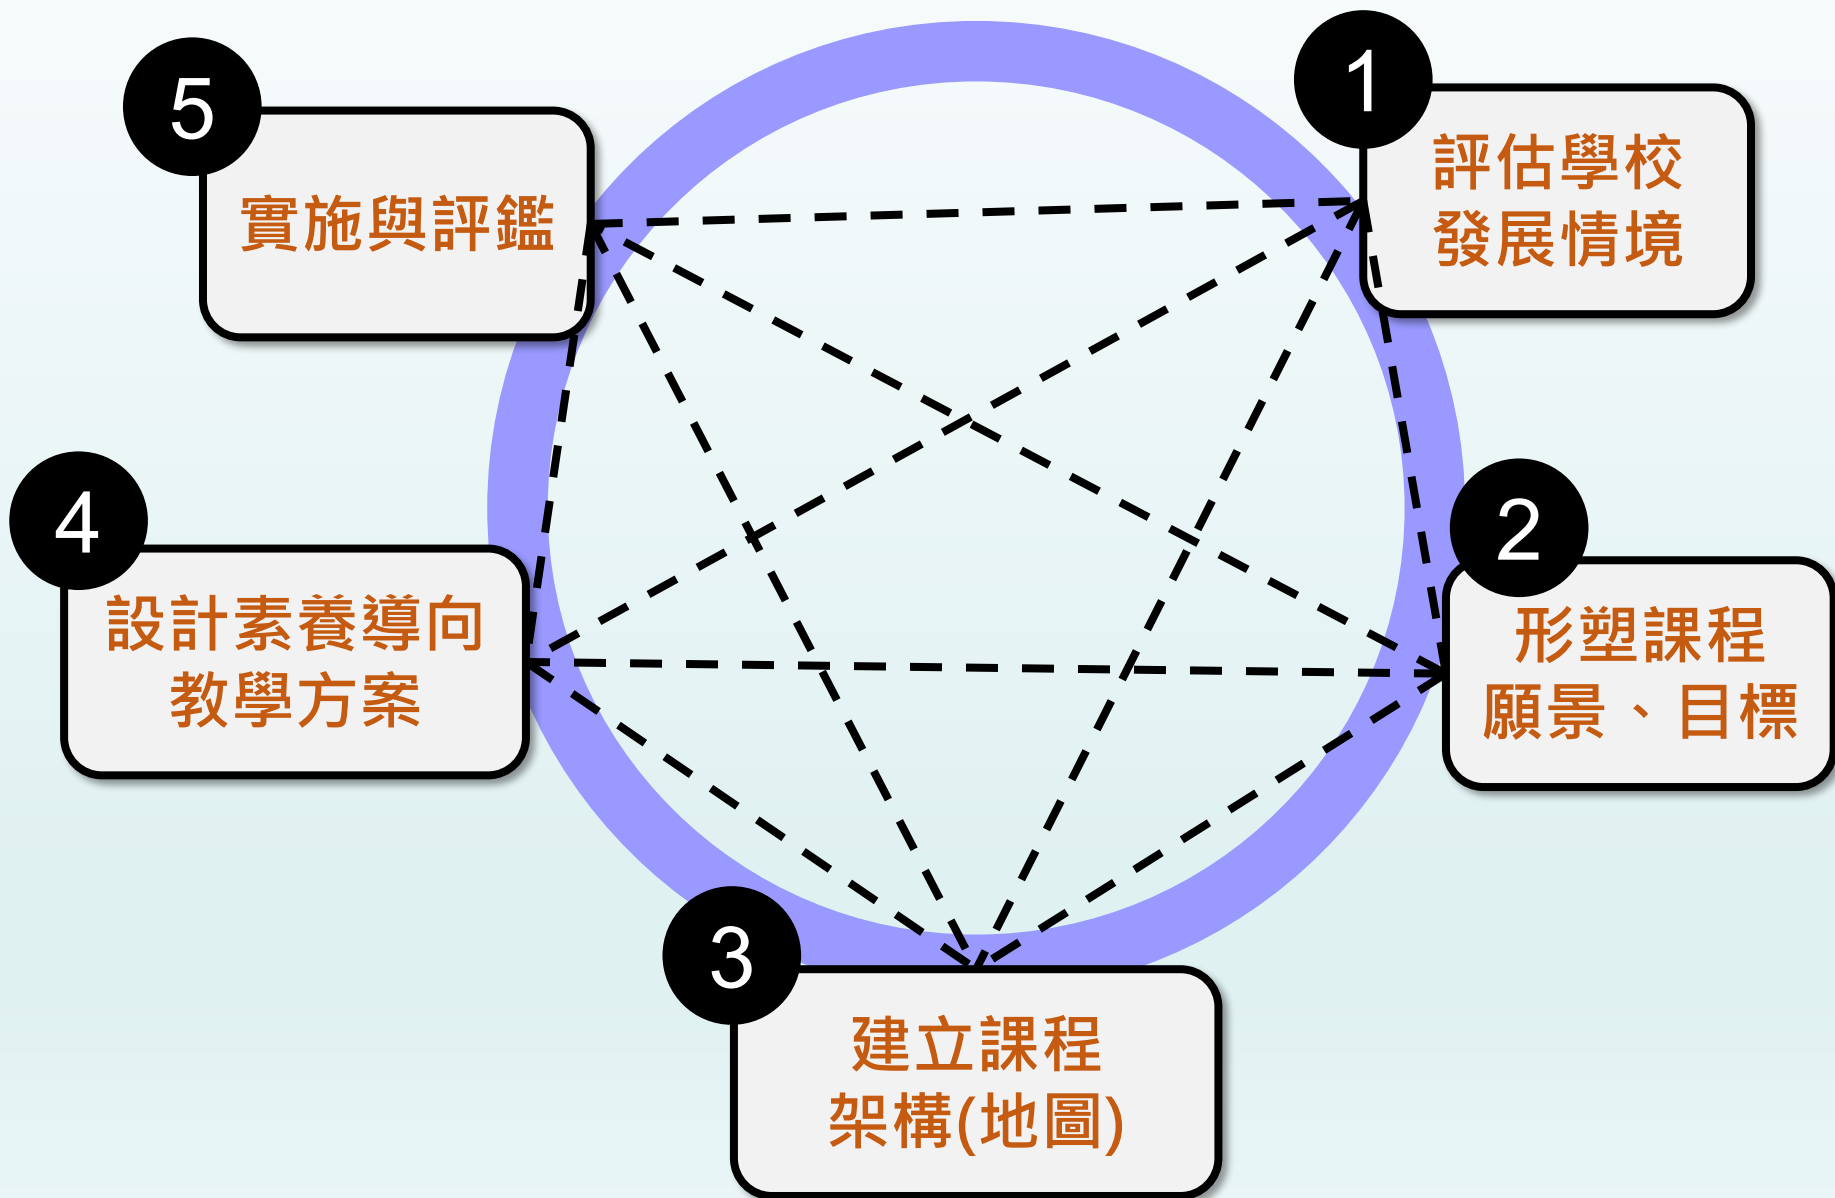 1
評估學校
發展情境
2
形塑課程
願景、目標
3
建立課程
架構(地圖)
4
設計素養導向
教學方案
5
實施與評鑑